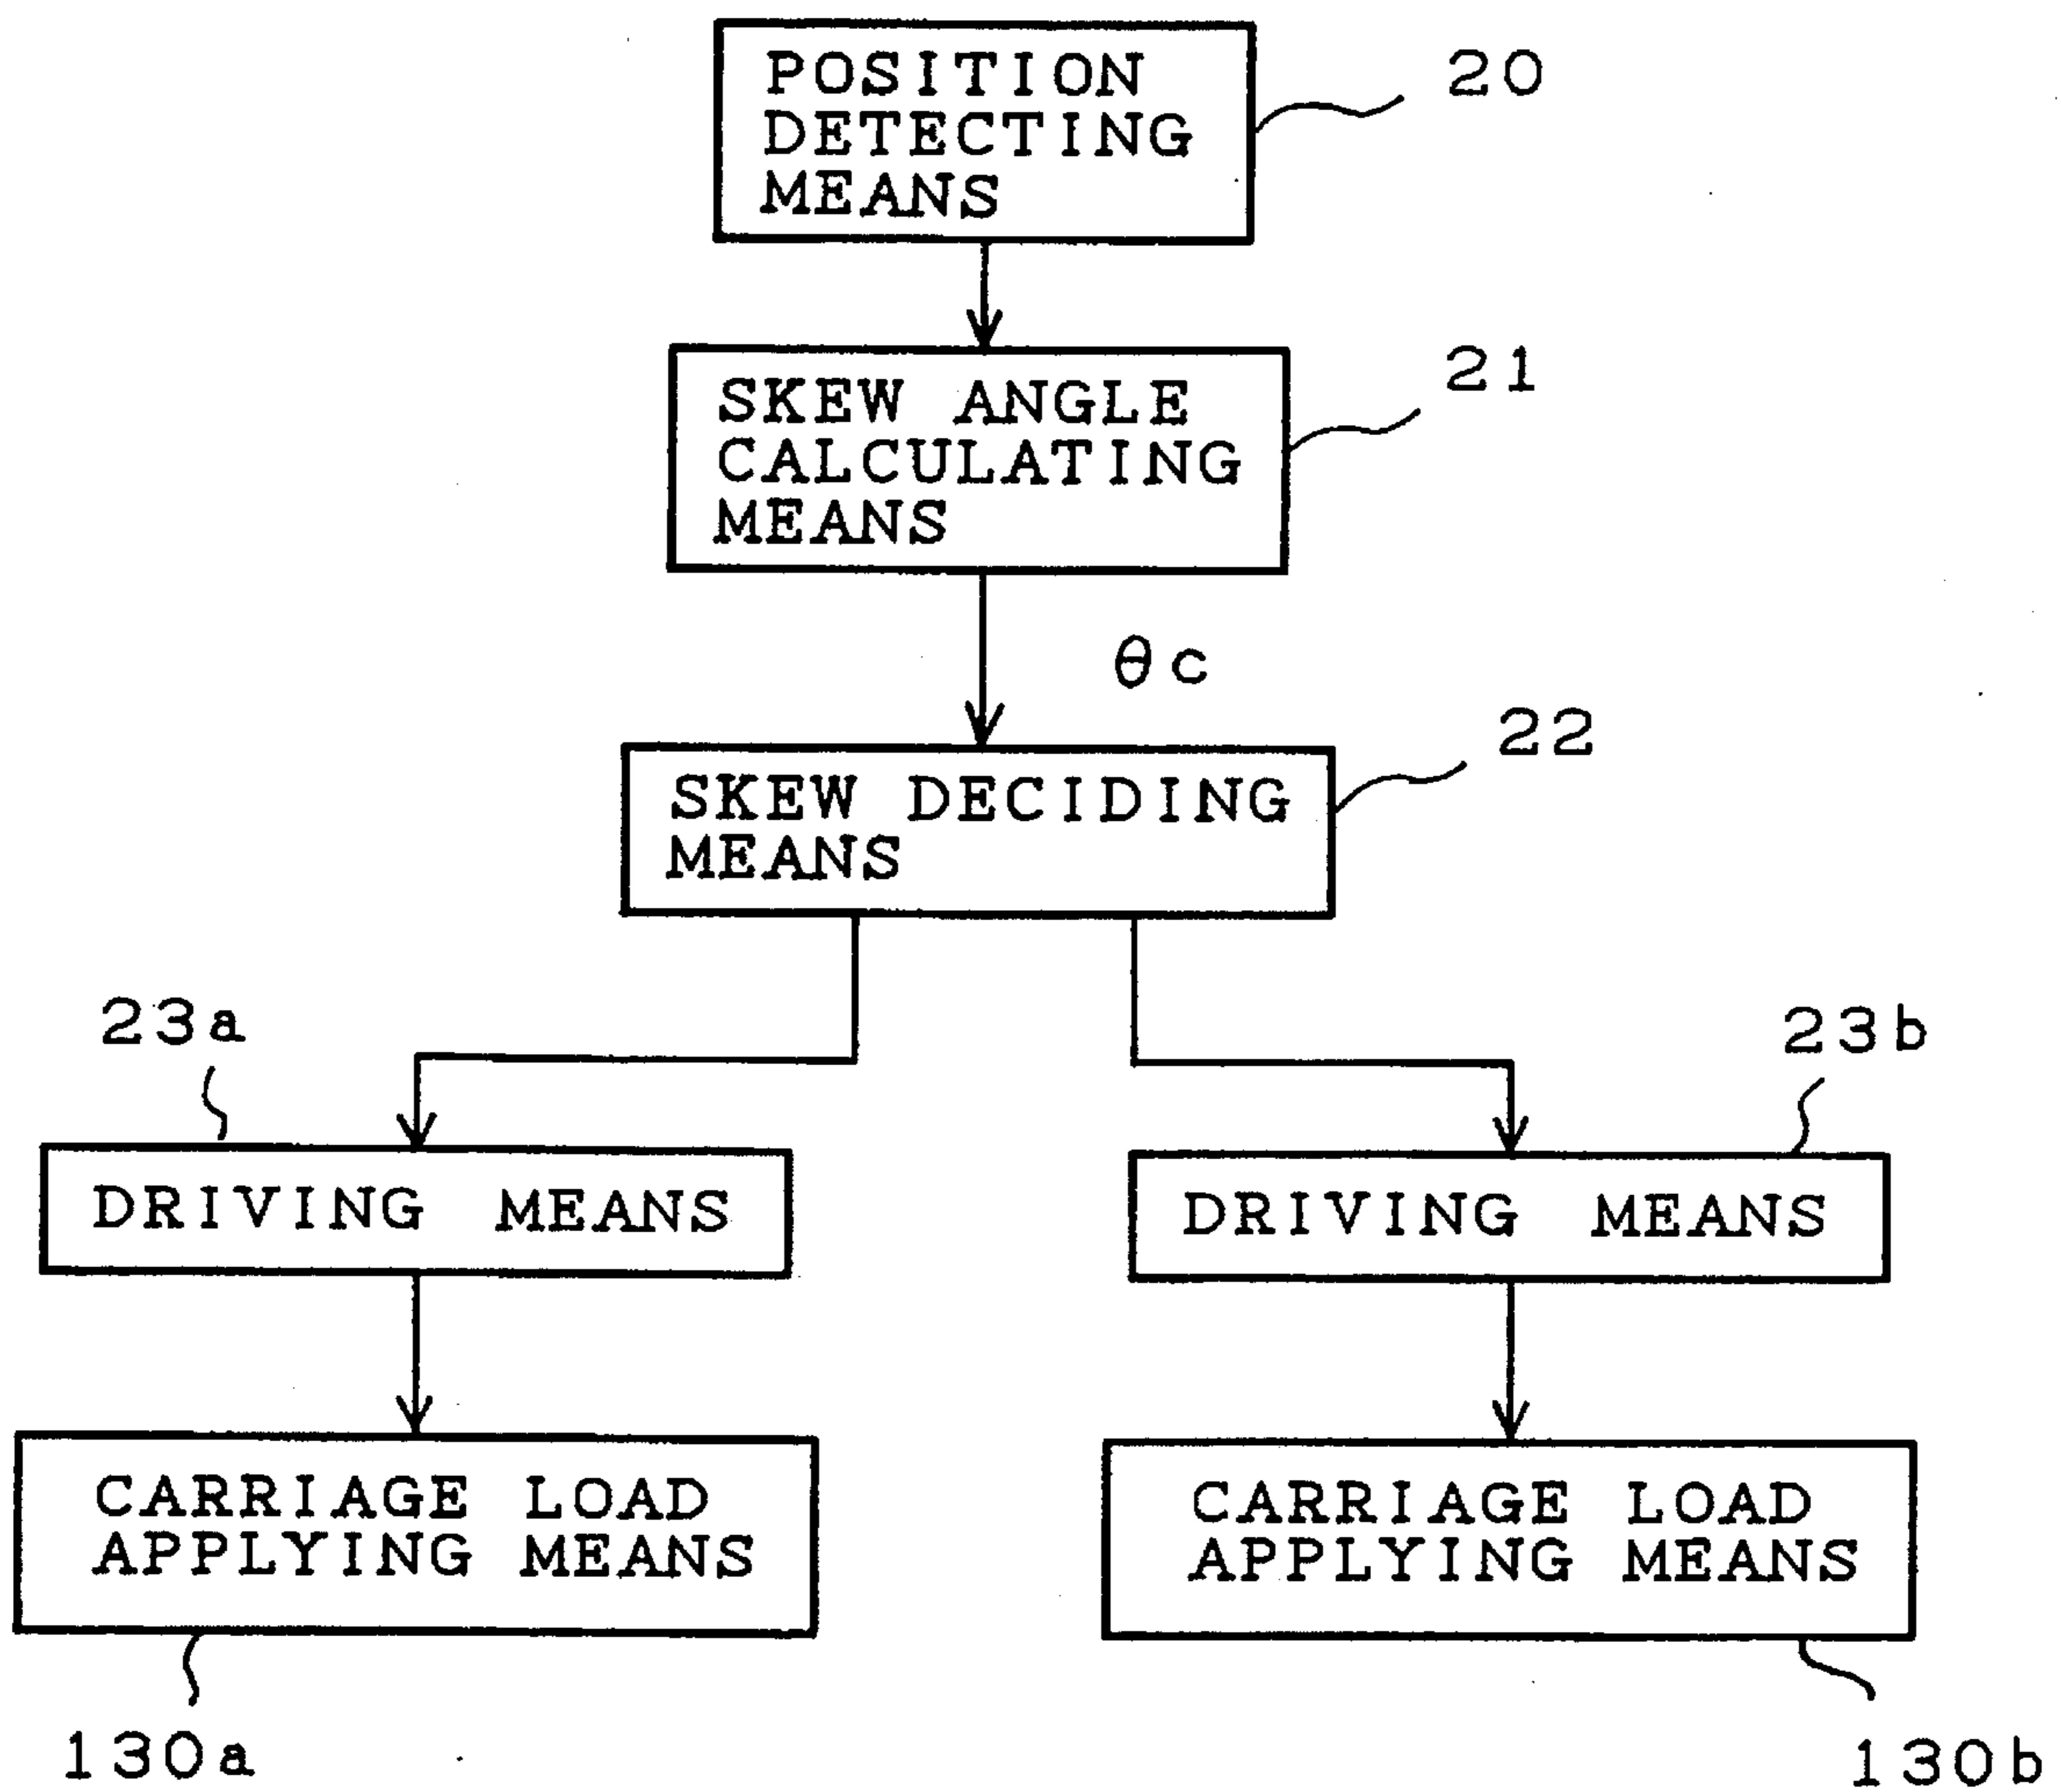 POSITION
DETECTING
MEANS
20
SKEW ANGLE
CALCULATING
MEANS
21
θc
SKEW DECIDING
MEANS
22
23a
23b
DRIVING MEANS
DRIVING MEANS
CARRIAGE LOAD
APPLYING MEANS
CARRIAGE LOAD
APPLYING MEANS
130a
130b